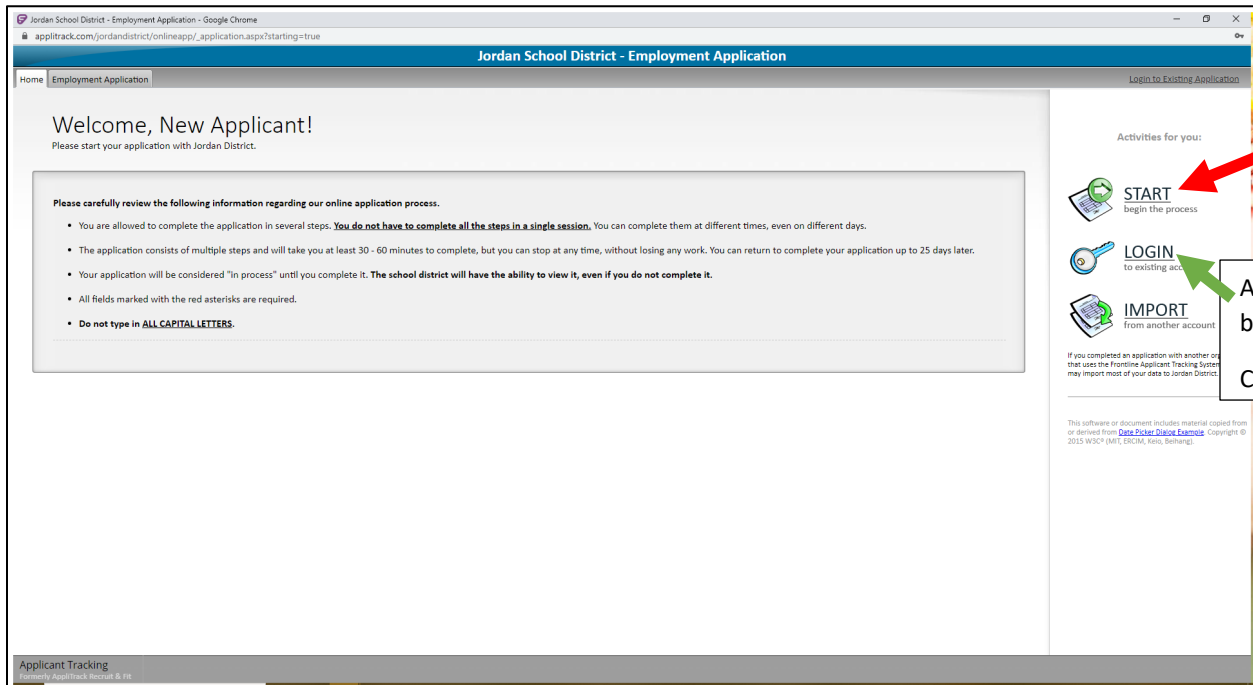 Jordan School District - Employment Application - Google Chrome
applitrack.com/jordandistrict/onlineapp/_application.aspx?starting=true
Jordan School District - Employment Application
Home
Employment Application
Login to Existing Application
Welcome, New Applicant!
Please start your application with Jordan District.
Please carefully review the following information regarding our online application process.
• You are allowed to complete the application in several steps. You do not have to complete all the steps in a single session. You can complete them at different times, even on different days.
• The application consists of multiple steps and will take you at least 30 - 60 minutes to complete, but you can stop at any time, without losing any work. You can return to complete your application up to 25 days later.
• Your application will be considered "in process" until you complete it. The school district will have the ability to view it, even if you do not complete it.
• All fields marked with the red asterisks are required.
• Do not type in ALL CAPITAL LETTERS.
Activities for you:
START
begin the process
LOGIN
to existing acc
IMPORT
from another account
If you completed an application with another org
that uses the Frontline Applicant Tracking System
may import most of your data to Jordan District.
A
b
C
This software or document includes material copied from
or derived from Date Picker Dialog Example. Copyright ©
2015 W3C® (MIT, ERCIM, Keio, Beihang).
Applicant Tracking
Formerly AppliTrack Recruit & Fit